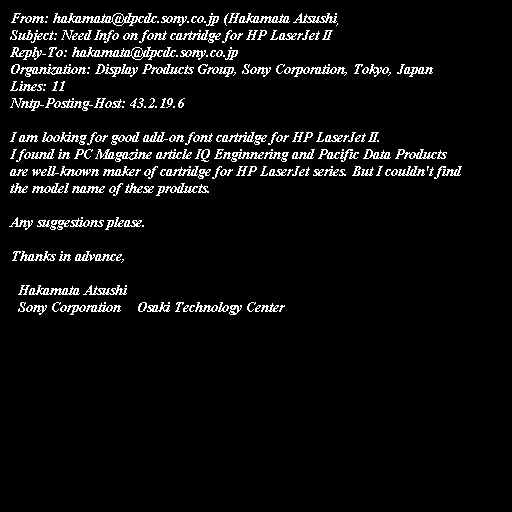 From: hakamata@dpcdc.sony.co.jp (Hakamata Atsushi)
Subject: Need Info on font cartridge for HP LaserJet II
Reply-To: hakamata@dpcdc.sony.co.jp
Organization: Display Products Group, Sony Corporation, Tokyo, Japan
Lines: 11
Nntp-Posting-Host: 43.2.19.6
I am looking for good add-on font cartridge for HP LaserJet II.
I found in PC Magazine article IQ Enginnering and Pacific Data Products
are well-known maker of cartridge for HP LaserJet series. But I couldn't find
the model name of these products.
Any suggestions please.
Thanks in advance,
Hakamata Atsushi
Sony Corporation Osaki Technology Center